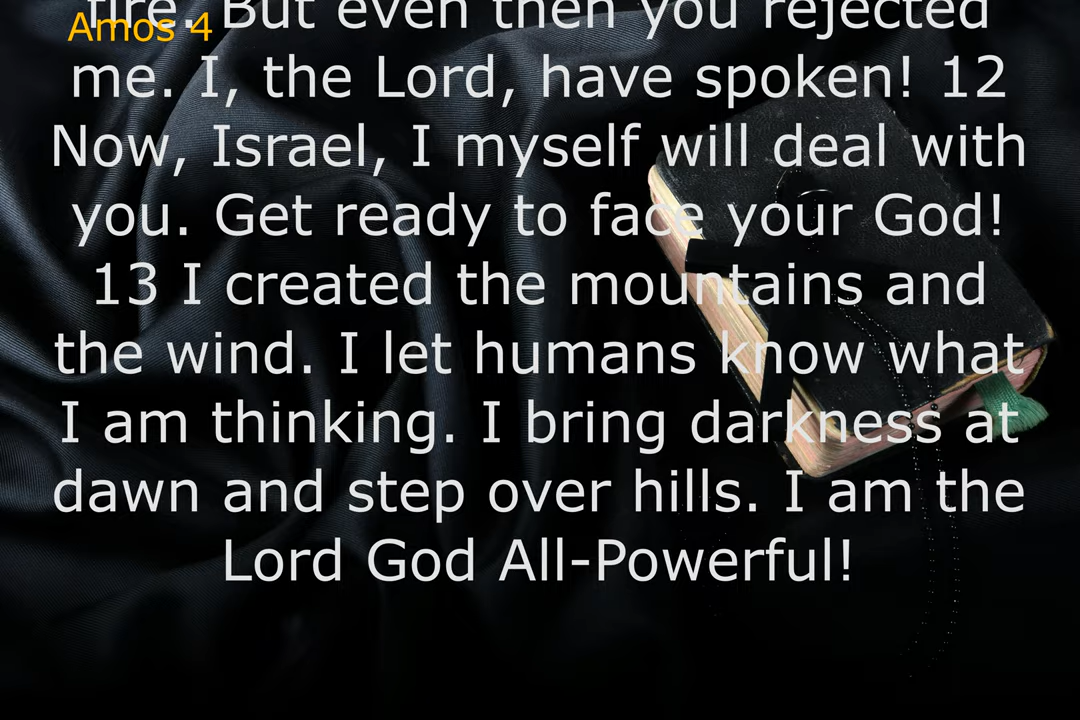 fire. But even then you rejected
Amos 4
me. I, the Lord, have spoken! 12
Now, Israel, I myself will deal with
you. Get ready to face your God!
13 I created the mountains and
the wind. I let humans know what
I am thinking. I bring darkness at
dawn and step over hills. I am the
Lord God All-Powerful!